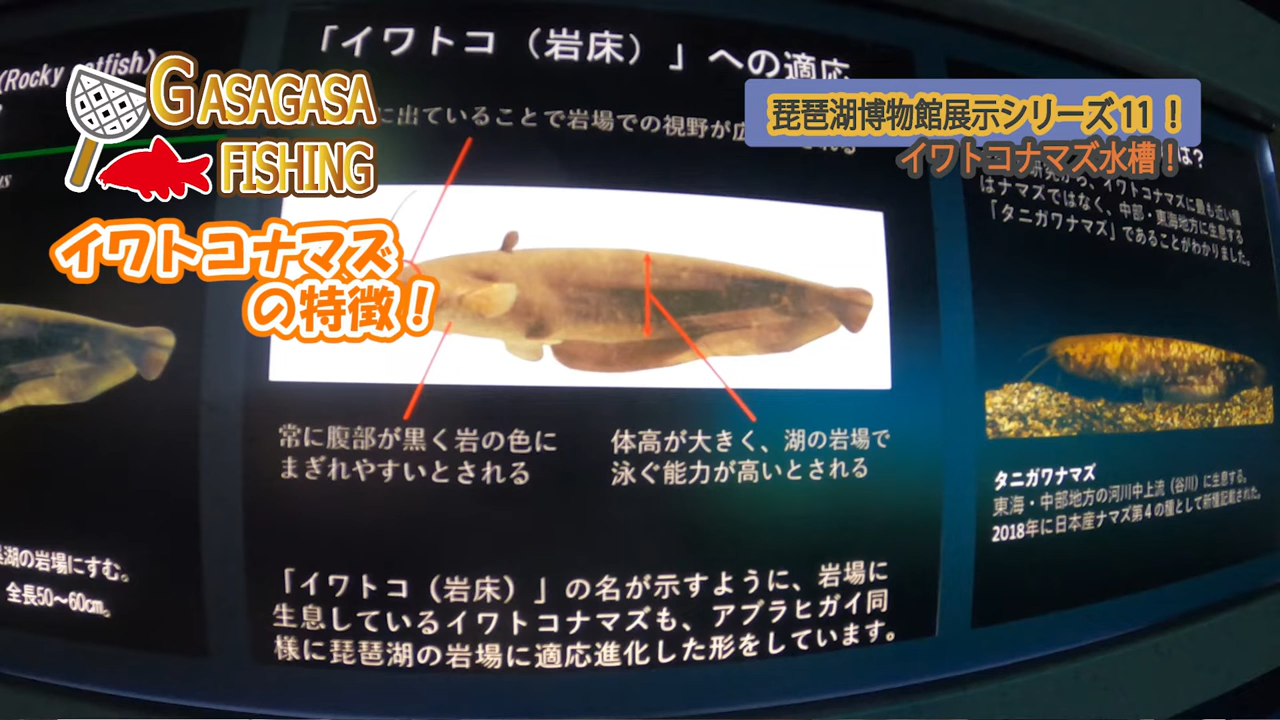 (Rocky
GASAGASA
FISHING
イワトコナマズ
の特徴！
湖の岩場にすむ。
全長50～60cm。
「イワトコ（岩床）」への適応
に出ていることで岩場での視野が広
常に腹部が黒く岩の色に
まぎれやすいとされる
体高が大きく、湖の岩場で
泳ぐ能力が高いとされる
「イワトコ（岩床）」の名が示すように、岩場に
生息しているイワトコナマズも、アブラヒガイ同
様に琵琶湖の岩場に適応進化した形をしています。
琵琶湖博物館展示シリーズ11！
イワトコナマズ水槽！
は？
イワトコナマズに最も近い種
はナマズではなく、中部・東海地方に生息する
「タニガワナマズ」であることがわかりました。
タニガワナマズ
東海・中部地方の河川中上流（谷川）に生息する。
2018年に日本産ナマズ第４の種として新種記載された。